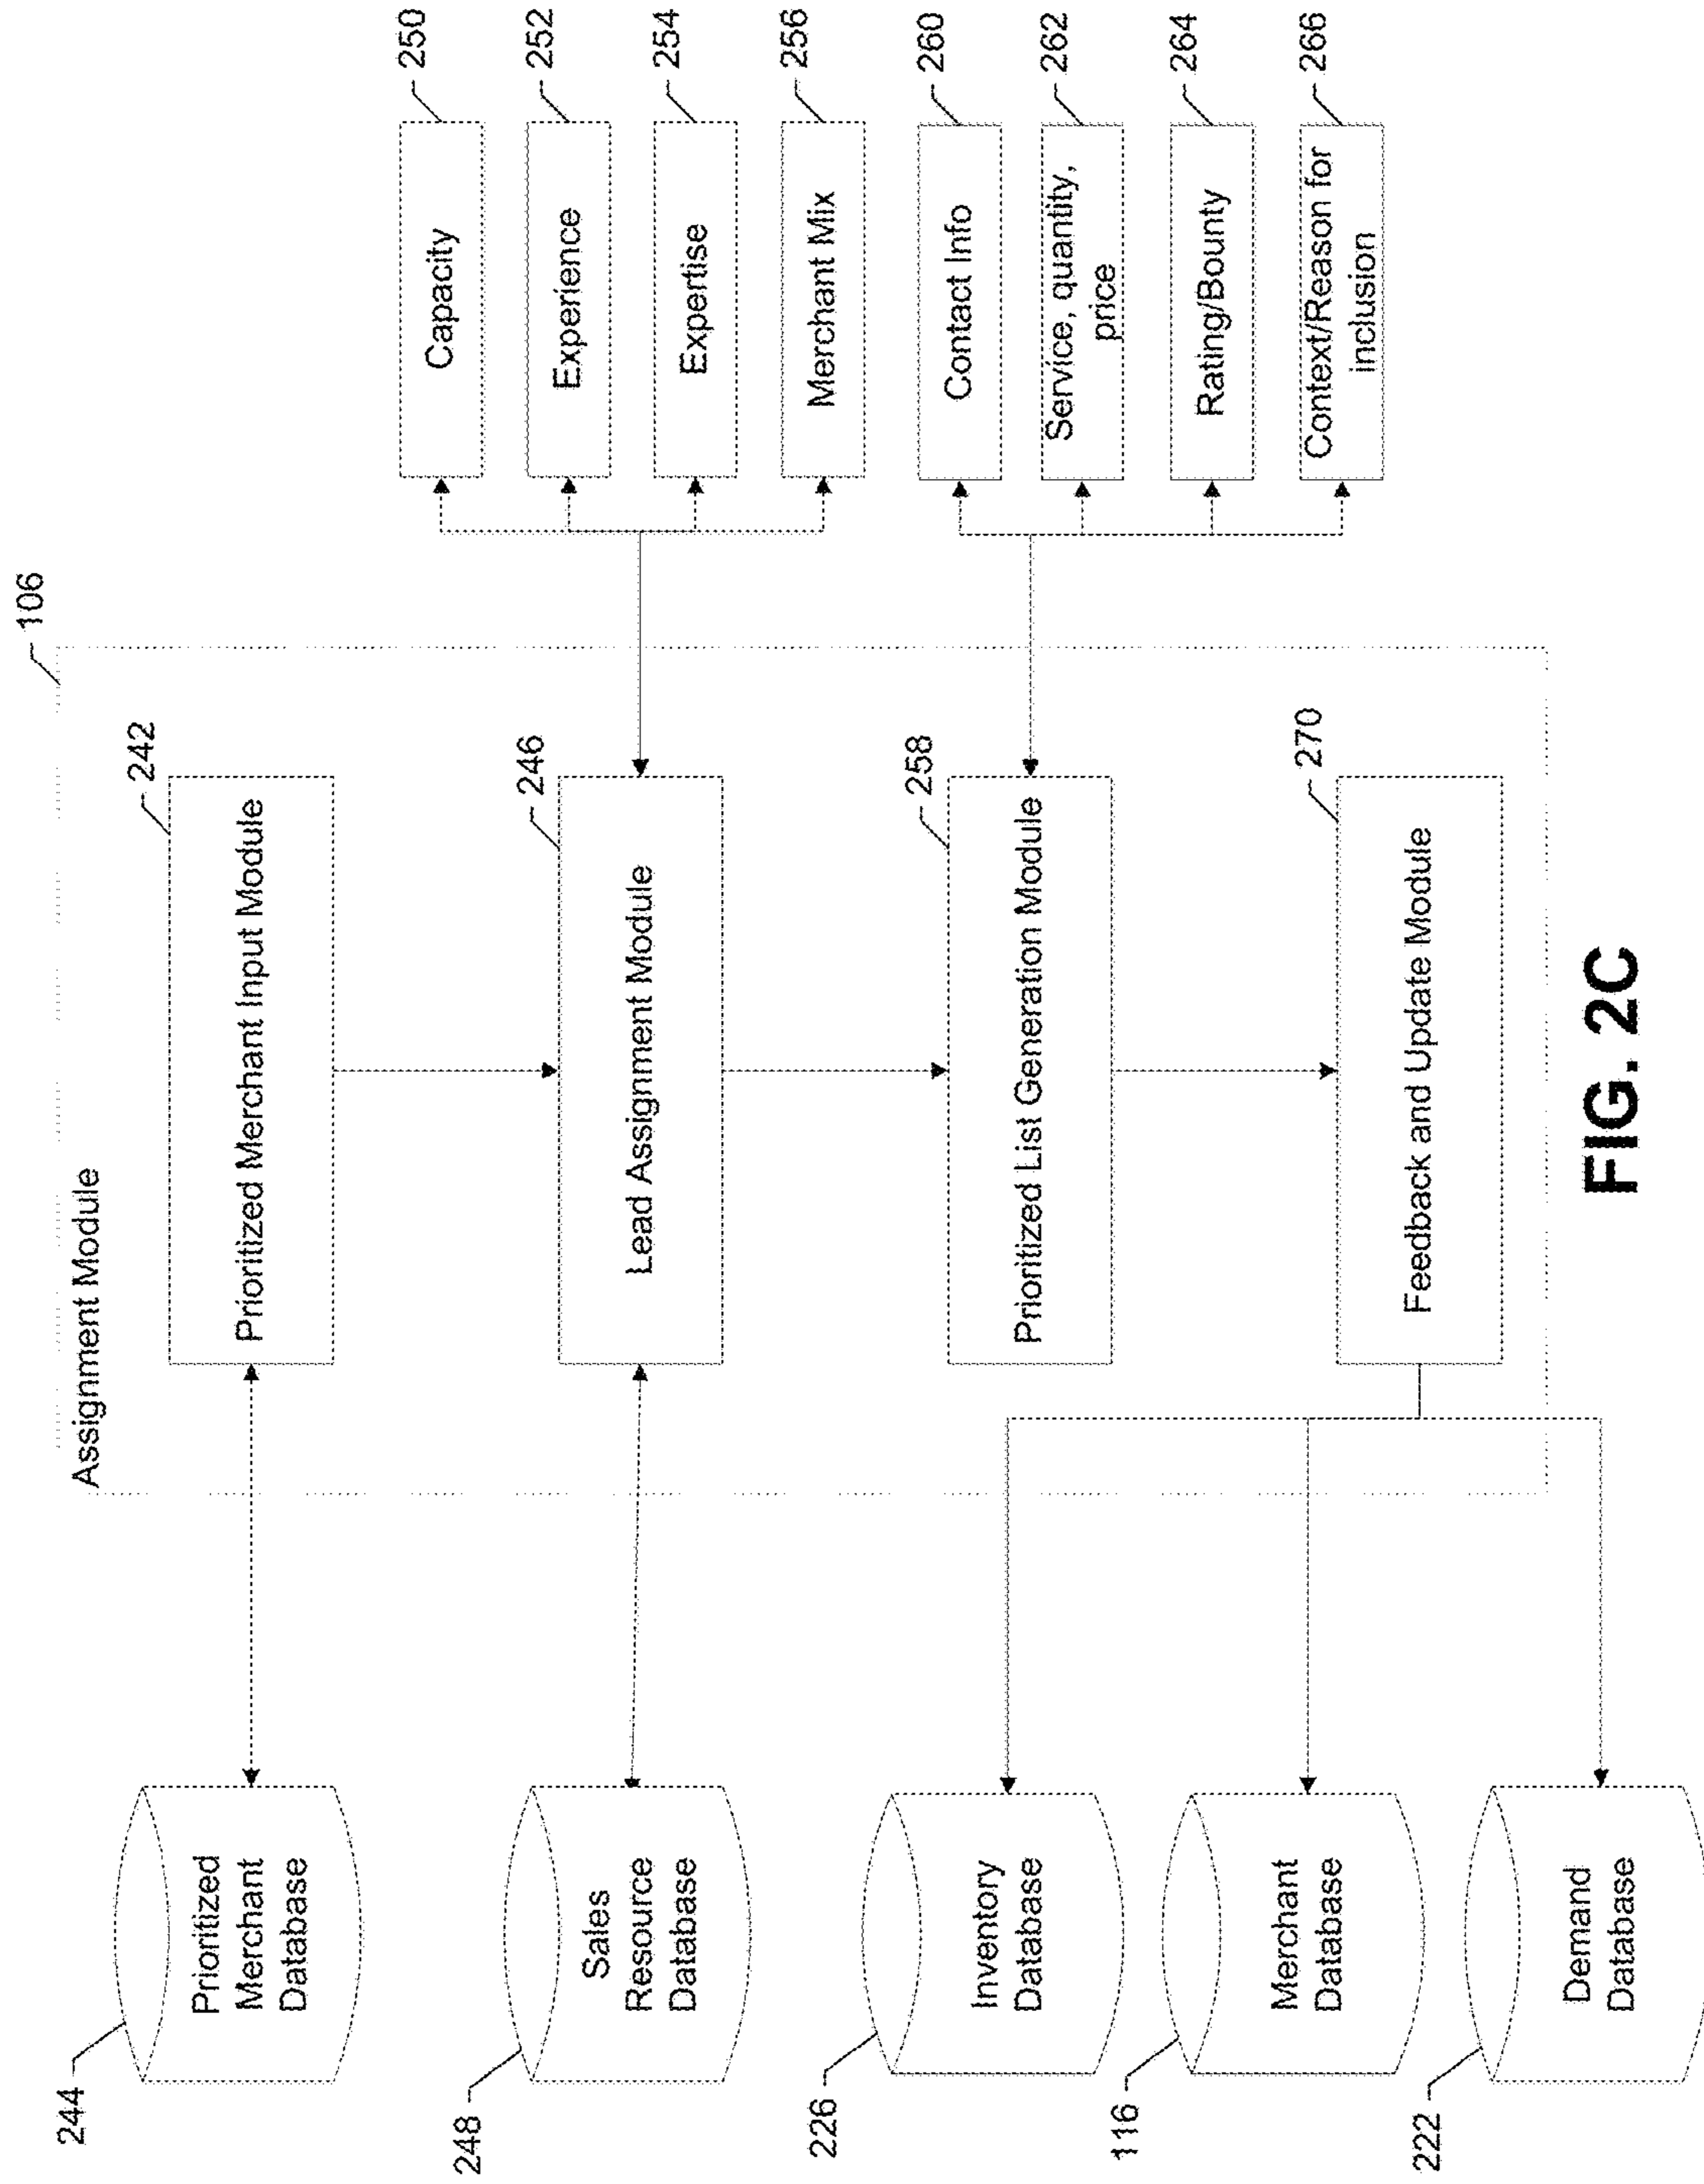 Assignment Module
106
244
Prioritized
Merchant
Database
242
Prioritized Merchant Input Module
248
Sales
Resource
Database
246
Lead Assignment Module
Capacity
250
Experience
252
Expertise
254
Merchant Mix
256
226
Inventory
Database
258
Prioritized List Generation Module
Contact Info
260
Service, quantity,
price
262
Rating/Bounty
264
Context/Reason for
inclusion
266
116
Merchant
Database
270
Feedback and Update Module
222
Demand
Database
FIG. 2C